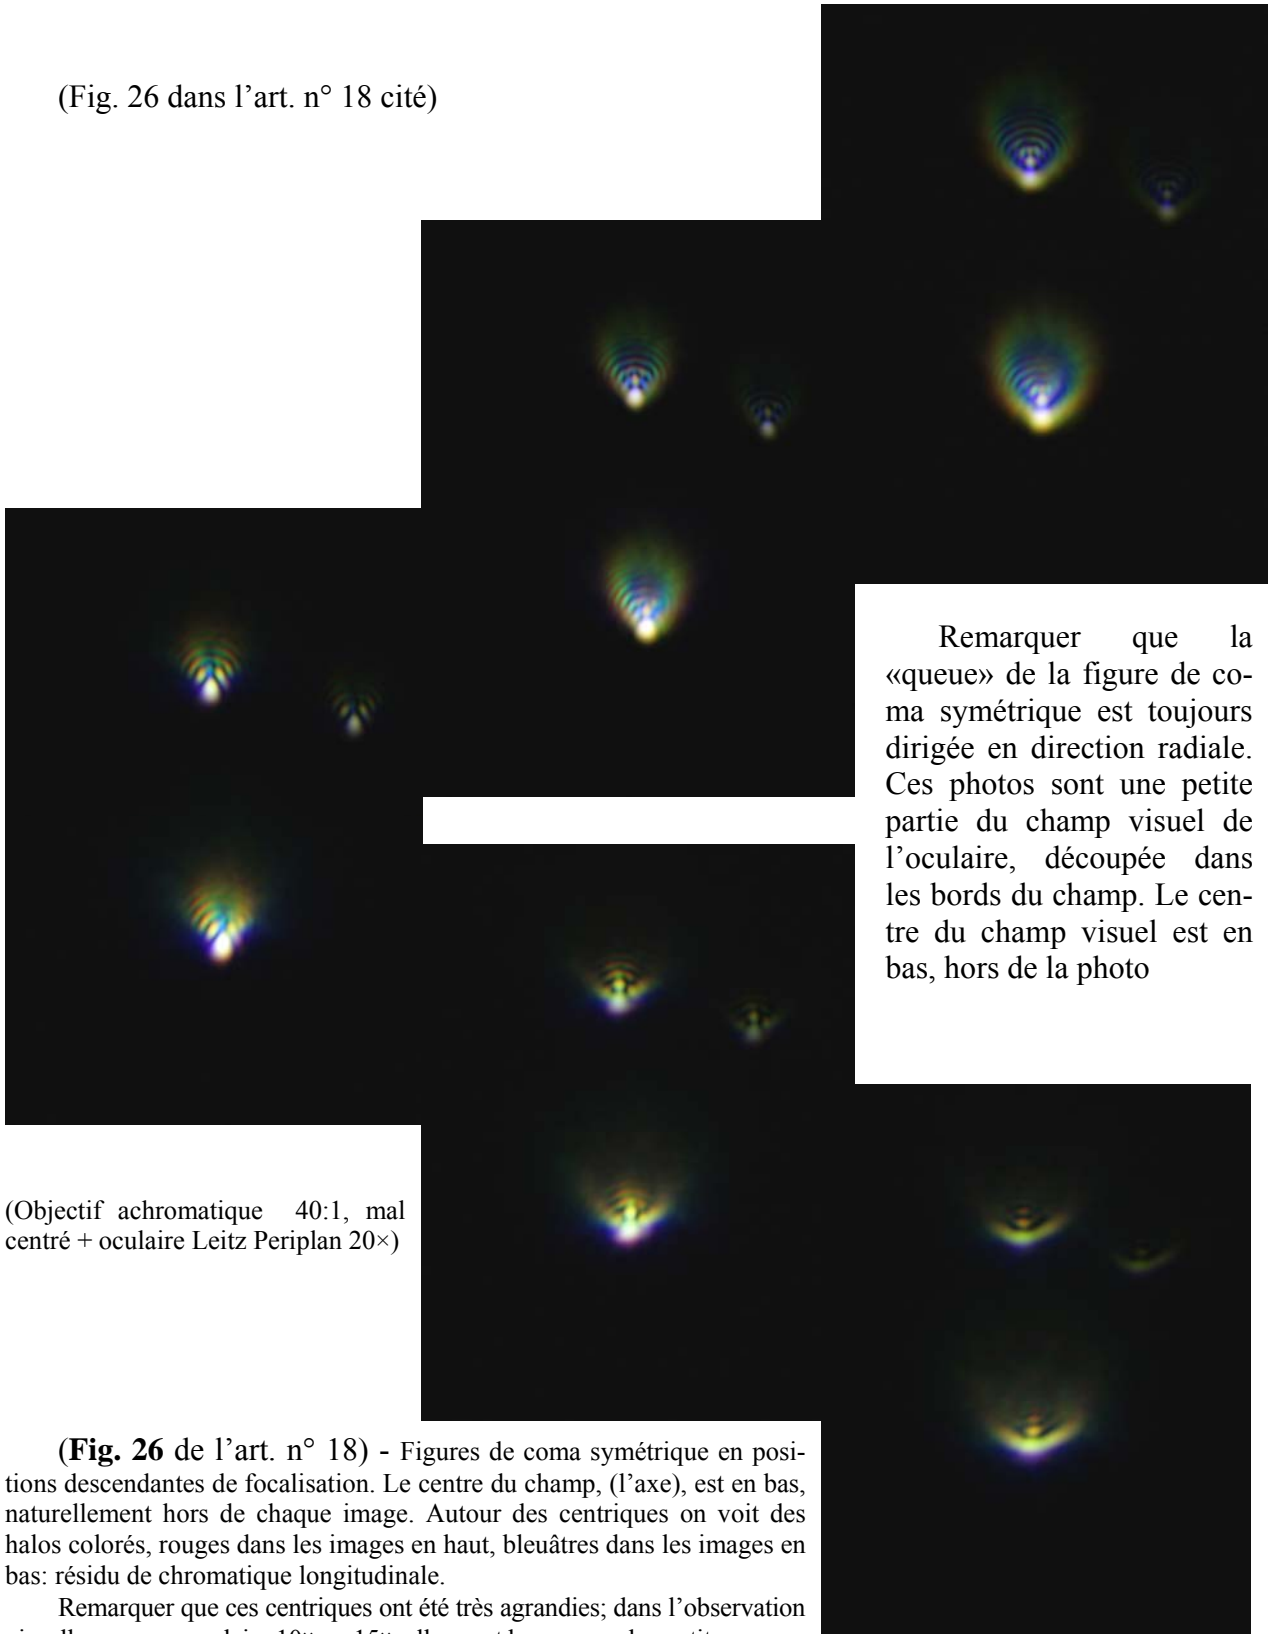 (Fig. 26 dans l’art. n° 18 cité)
Remarquer que la
«queue» de la figure de co-
ma symétrique est toujours
dirigée en direction radiale.
Ces photos sont une petite
partie du champ visuel de
l’oculaire, découpée dans
les bords du champ. Le cen-
tre du champ visuel est en
bas, hors de la photo
(Objectif achromatique 40:1, mal
centré + oculaire Leitz Periplan 20×)
(Fig. 26 de l’art. n° 18) - Figures de coma symétrique en posi-
tions descendantes de focalisation. Le centre du champ, (l’axe), est en bas,
naturellement hors de chaque image. Autour des centriques on voit des
halos colorés, rouges dans les images en haut, bleuâtres dans les images en
bas: résidu de chromatique longitudinale.
Remarquer que ces centriques ont été très agrandies; dans l’observation